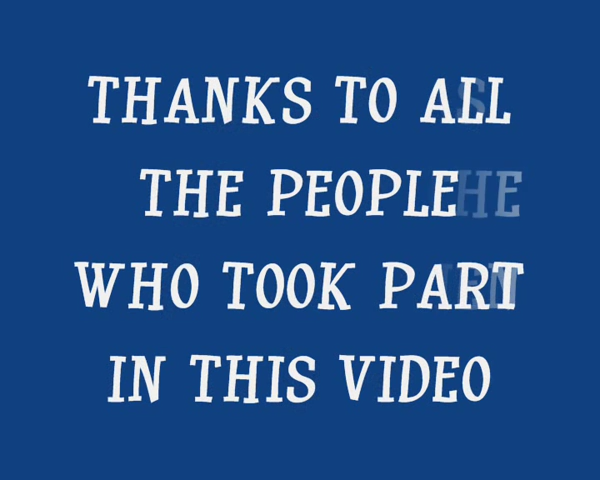 THANKS TO ALL
THE PEOPLE
WHO TOOK PART
IN THIS VIDEO